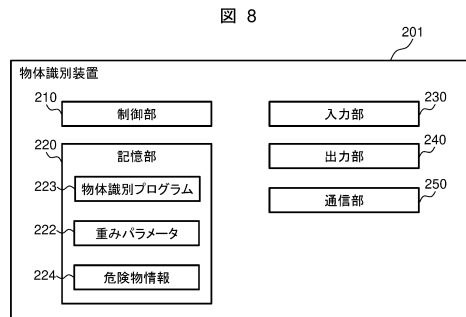 図 8
201
物体識別装置
210
制御部
230
入力部
220
記憶部
240
出力部
223
物体識別プログラム
250
通信部
222
重みパラメータ
224
危険物情報